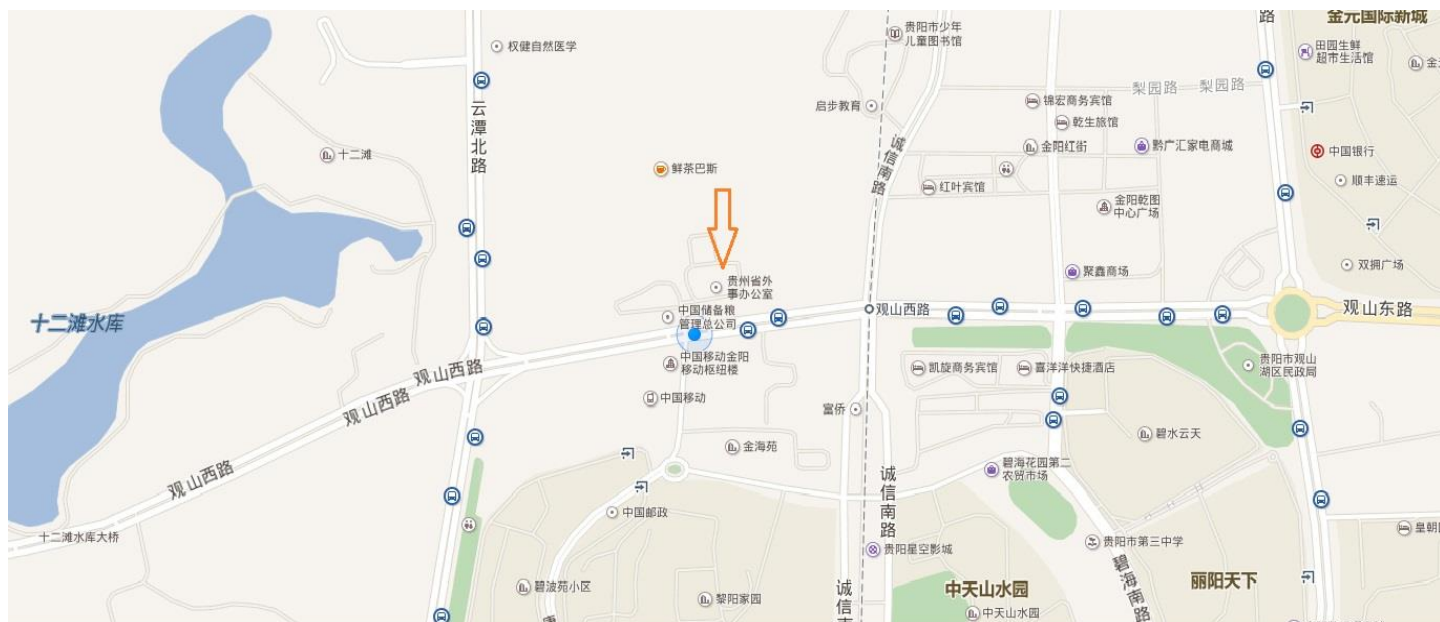 金元国际新城
路
贵阳市少年
儿童图书馆
权健自然医学
田园生鲜
超市生活馆
梨园路
梨园路
锦宏商务宾馆
启步教育
云潭北路
乾生旅馆
诚信南路
金阳红街
黔广汇家电商城
中国银行
十二滩
鲜茶巴斯
顺丰速运
红叶宾馆
金阳乾图
中心广场
双拥广场
聚鑫商场
贵州省外
事办公室
十二滩水库
中国储备粮
管理总公司
观山西路
观山东路
中国移动金阳
移动枢纽楼
观山西路
凯旋商务宾馆
喜洋洋快捷酒店
贵阳市观山
湖区民政局
观山西路
中国移动
富侨
碧水云天
金海苑
碧海花园第二
农贸市场
观山西路
诚信南路
中国邮政
十二滩水库大桥
贵阳市第三中学
贵阳星空影城
碧海南路
丽阳天下
碧波苑小区
中天山水园
诚信
黎阳家园
中天山水园